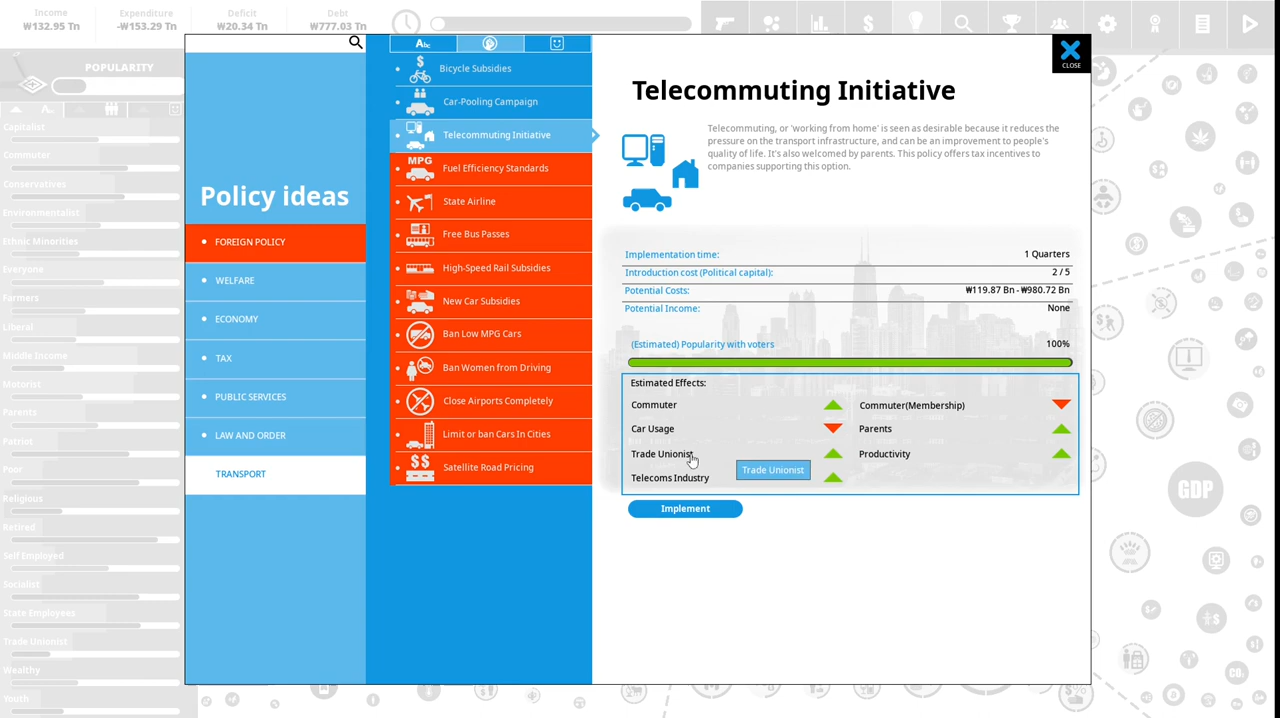 Income
₩132.95 Tn
Expenditure
-₩153.29 Tn
Deficit
₩20.34 Tn
Debt
₩777.03 Tn
POPULARITY
Capitalist
Commuter
Conservatives
Environmentalist
Ethnic Minorities
Everyone
Farmers
Liberal
Middle Income
Motorist
Parents
Patriot
Poor
Religious
Retired
Self Employed
Socialist
State Employees
Trade Unionist
Wealthy
Youth
Policy ideas
FOREIGN POLICY
WELFARE
ECONOMY
TAX
PUBLIC SERVICES
LAW AND ORDER
TRANSPORT
Abc
Bicycle Subsidies
Car-Pooling Campaign
Telecommuting Initiative
MPG
Fuel Efficiency Standards
State Airline
Free Bus Passes
High-Speed Rail Subsidies
New Car Subsidies
Ban Low MPG Cars
Ban Women from Driving
Close Airports Completely
Limit or ban Cars In Cities
Satellite Road Pricing
CLOSE
Telecommuting Initiative
Telecommuting, or 'working from home' is seen as desirable because it reduces the
pressure on the transport infrastructure, and can be an improvement to people's
quality of life. It's also welcomed by parents. This policy offers tax incentives to
companies supporting this option.
Implementation time: 1 Quarters
Introduction cost (Political capital): 2 / 5
Potential Costs: ₩119.87 Bn - ₩980.72 Bn
Potential Income: None
(Estimated) Popularity with voters 100%
Estimated Effects:
Commuter Commuter(Membership)
Car Usage Parents
Trade Unionist Productivity
Telecoms Industry
Trade Unionist
Implement
GDP
CO₂